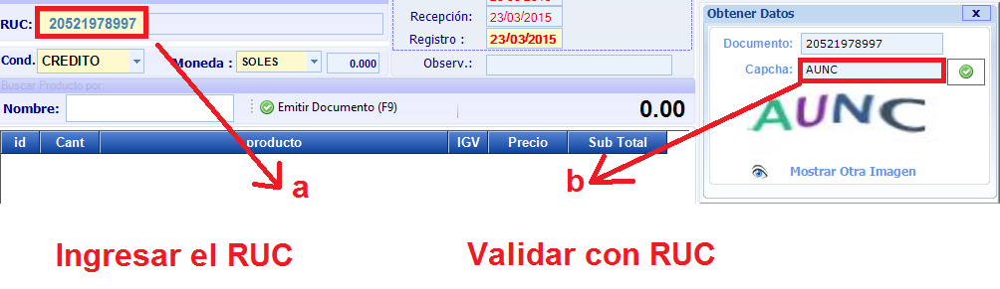 RUC: 20521978997
Recepción: 23/03/2015
Registro : 23/03/2015
Cond. CREDITO Moneda : SOLES 0.000
Observ.:
Buscar Producto por:
Nombre: Emitir Documento (F9) 0.00
id Cant producto IGV Precio Sub Total
Obtener Datos x
Documento: 20521978997
Capcha: AUNC
AUNC
Mostrar Otra Imagen
a b
Ingresar el RUC Validar con RUC